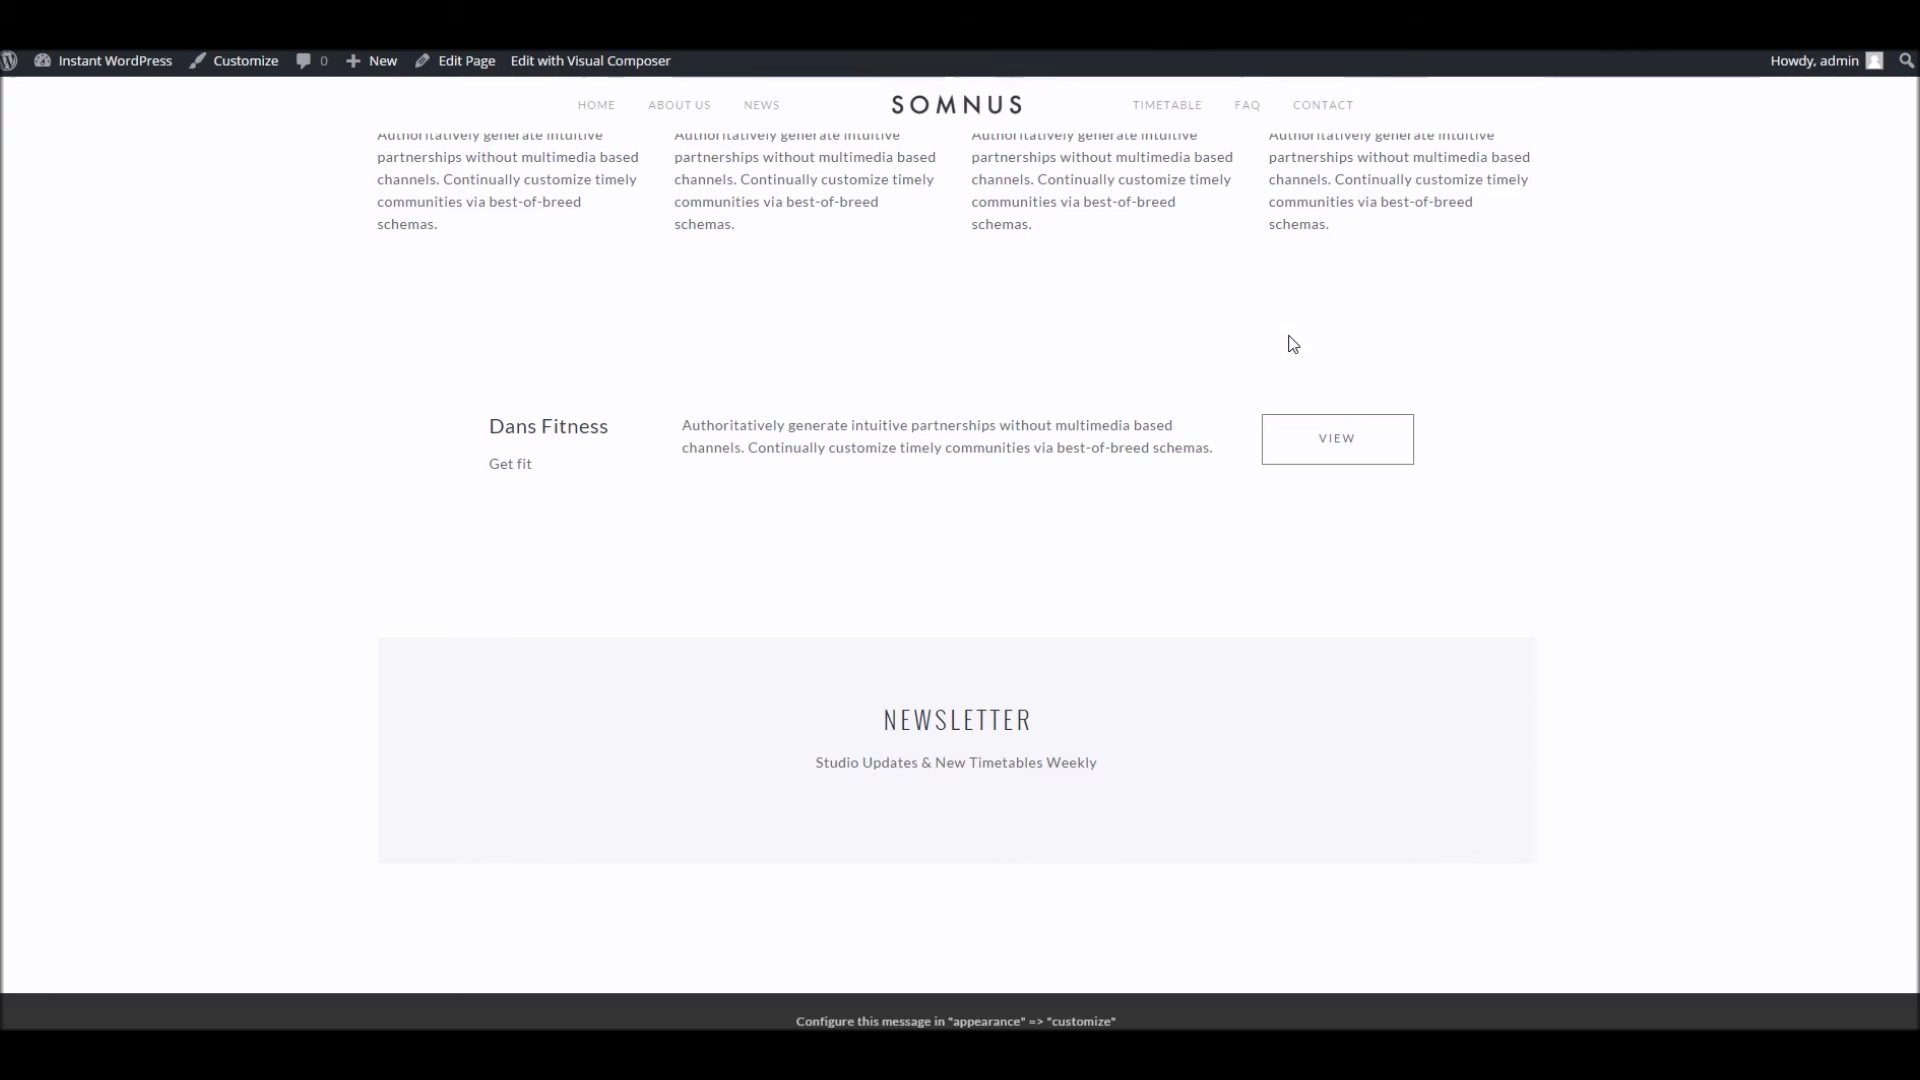 Instant WordPress Customize 0 New Edit Page Edit with Visual Composer Howdy, admin
HOME ABOUT US NEWS SOMNUS TIMETABLE FAQ CONTACT
Authoritatively generate intuitive
partnerships without multimedia based
channels. Continually customize timely
communities via best-of-breed
schemas.
Authoritatively generate intuitive
partnerships without multimedia based
channels. Continually customize timely
communities via best-of-breed
schemas.
Authoritatively generate intuitive
partnerships without multimedia based
channels. Continually customize timely
communities via best-of-breed
schemas.
Authoritatively generate intuitive
partnerships without multimedia based
channels. Continually customize timely
communities via best-of-breed
schemas.
Dans Fitness
Get fit
Authoritatively generate intuitive partnerships without multimedia based
channels. Continually customize timely communities via best-of-breed schemas.
VIEW
NEWSLETTER
Studio Updates & New Timetables Weekly
Configure this message in "appearance" => "customize"